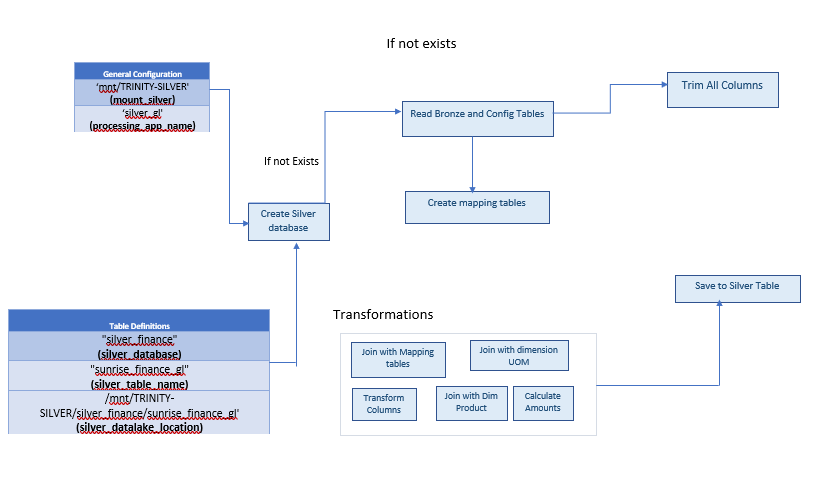 If not exists
General Configuration
'mnt/TRINITY-SILVER'
(mount_silver)
'silver_gl'
(processing_app_name)
Read Bronze and Config Tables
Trim All Columns
If not Exists
Create Silver
database
Create mapping tables
Save to Silver Table
Table Definitions
"silver_finance"
(silver_database)
"sunrise_finance_gl"
(silver_table_name)
/mnt/TRINITY-
SILVER/silver_finance/sunrise_finance_gl'
(silver_datalake_location)
Transformations
Join with Mapping
tables
Join with dimension
UOM
Transform
Columns
Join with Dim
Product
Calculate
Amounts